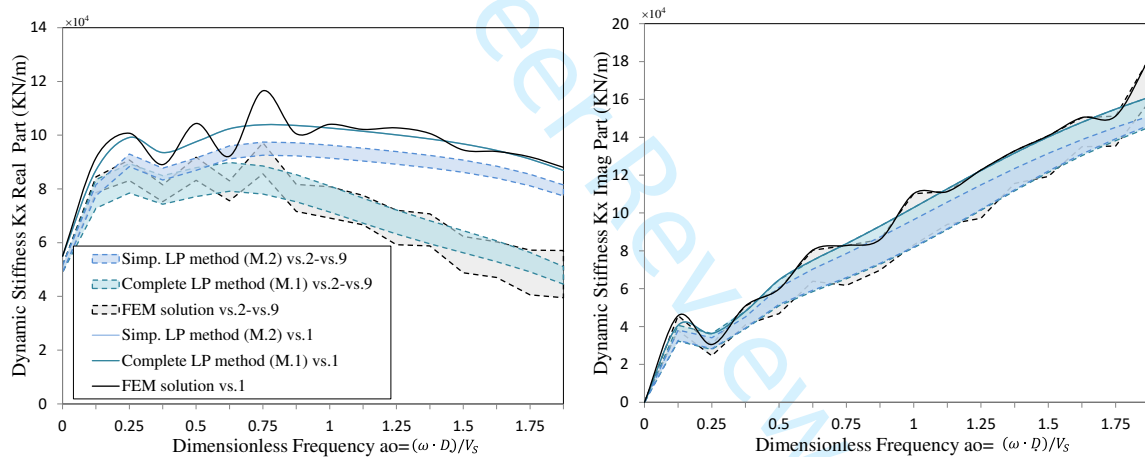 ×10⁴
14
12
10
8
6
4
2
0
Dynamic Stiffness Kx Real Part (KN/m)
Simp. LP method (M.2) vs.2-vs.9
Complete LP method (M.1) vs.2-vs.9
FEM solution vs.2-vs.9
Simp. LP method (M.2) vs.1
Complete LP method (M.1) vs.1
FEM solution vs.1
0 0.25 0.5 0.75 1 1.25 1.5 1.75
Dimensionless Frequency ao= (ω · D)/V_S
×10⁴
20
18
16
14
12
10
8
6
4
2
0
Dynamic Stiffness Kx Imag Part (KN/m)
0 0.25 0.5 0.75 1 1.25 1.5 1.75
Dimensionless Frequency ao= (ω · D)/V_S
eer Review